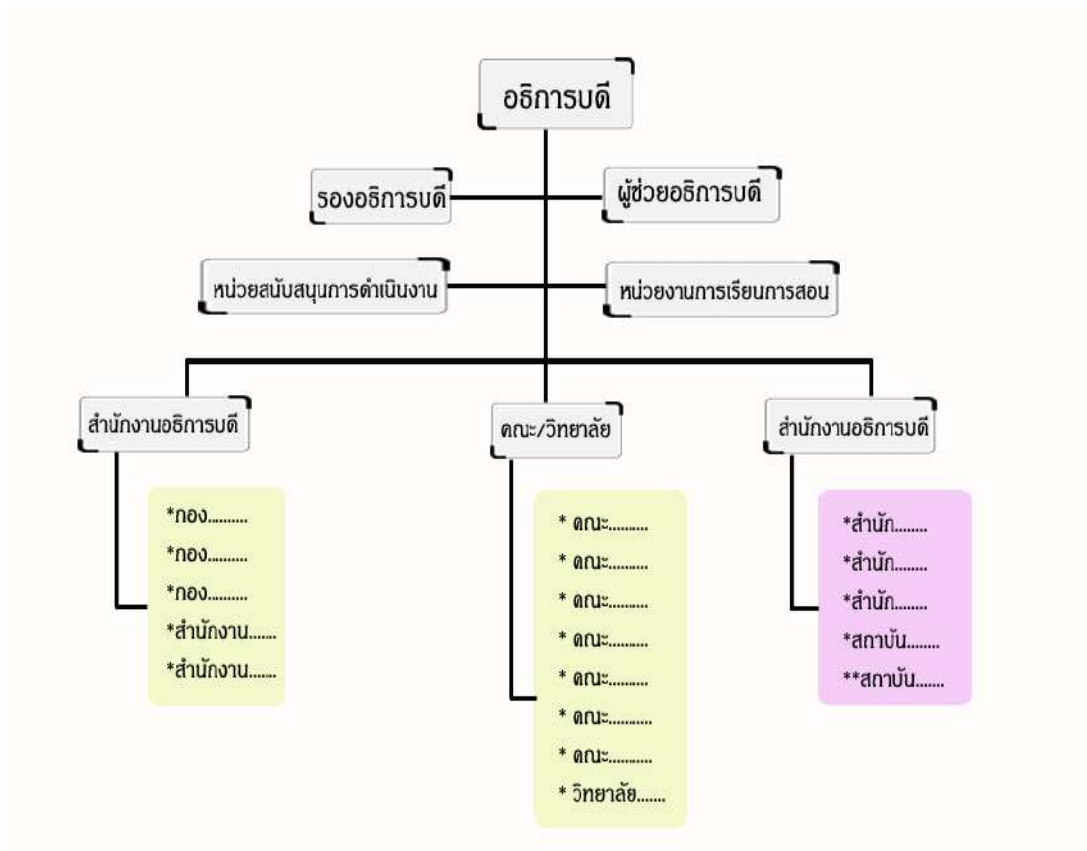 อธิการบดี
รองอธิการบดี
ผู้ช่วยอธิการบดี
หน่วยสนับสนุนการดำเนินงาน
หน่วยงานการเรียนการสอน
สำนักงานอธิการบดี
*กอง..........
*กอง..........
*กอง..........
*สำนักงาน.......
*สำนักงาน.......
คณะ/วิทยาลัย
* คณะ..........
* คณะ..........
* คณะ..........
* คณะ..........
* คณะ..........
* คณะ...........
* คณะ...........
* วิทยาลัย.......
สำนักงานอธิการบดี
*สำนัก........
*สำนัก........
*สำนัก........
*สถาบัน........
**สถาบัน.......